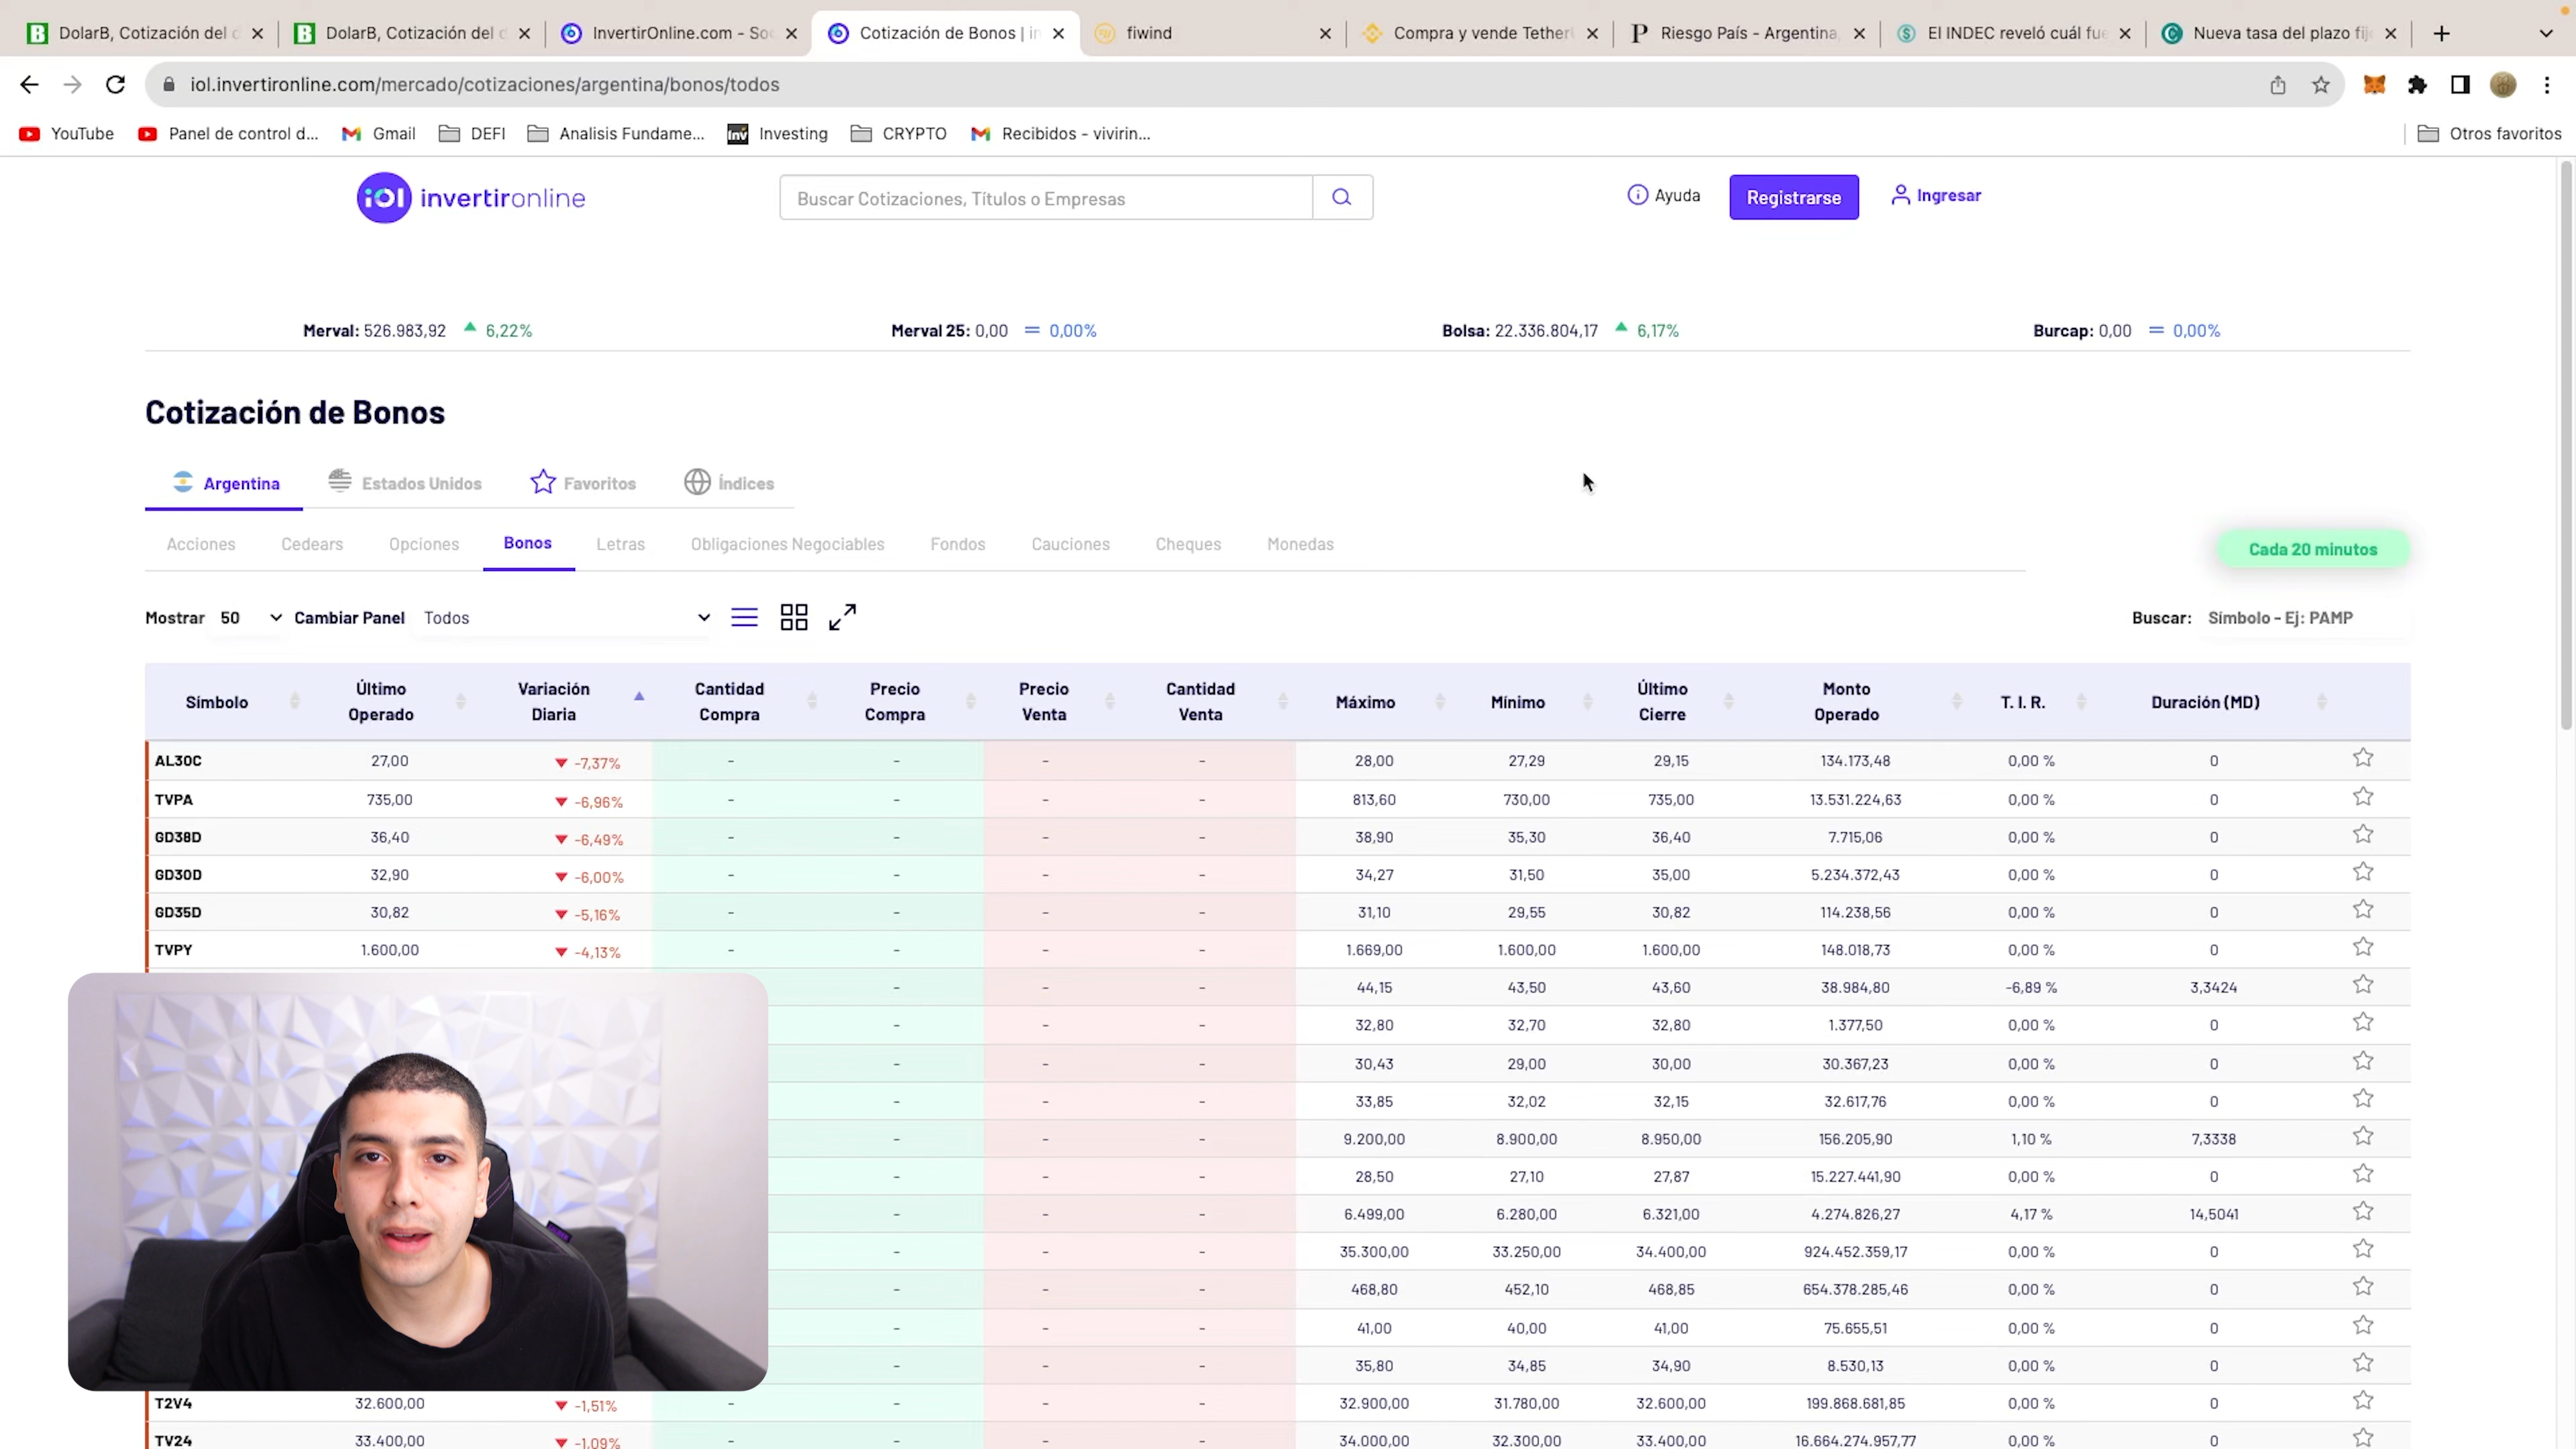 DolarB, Cotización del d
DolarB, Cotización del d
InvertirOnline.com - Soc
Cotización de Bonos | in
fiwind
Compra y vende TetherU
Riesgo País - Argentina,
El INDEC reveló cuál fue
Nueva tasa del plazo fij
iol.invertironline.com/mercado/cotizaciones/argentina/bonos/todos
YouTube
Panel de control d...
Gmail
DEFI
Analisis Fundame...
Inv Investing
CRYPTO
Recibidos - vivirin...
Otros favoritos
iol invertironline
Buscar Cotizaciones, Títulos o Empresas
Ayuda
Registrarse
Ingresar
Merval: 526.983,92 6,22%
Merval 25: 0,00 = 0,00%
Bolsa: 22.336.804,17 6,17%
Burcap: 0,00 = 0,00%
Cotización de Bonos
Argentina Estados Unidos Favoritos Índices
Acciones Cedears Opciones Bonos Letras Obligaciones Negociables Fondos Cauciones Cheques Monedas
Cada 20 minutos
Mostrar 50 Cambiar Panel Todos
Buscar: Símbolo - Ej: PAMP
Símbolo Último Operado Variación Diaria Cantidad Compra Precio Compra Precio Venta Cantidad Venta Máximo Mínimo Último Cierre Monto Operado T. I. R. Duración (MD)
AL30C 27,00 -7,37% - - - - 28,00 27,29 29,15 134.173,48 0,00 % 0
TVPA 735,00 -6,96% - - - - 813,60 730,00 735,00 13.531.224,63 0,00 % 0
GD38D 36,40 -6,49% - - - - 38,90 35,30 36,40 7.715,06 0,00 % 0
GD30D 32,90 -6,00% - - - - 34,27 31,50 35,00 5.234.372,43 0,00 % 0
GD35D 30,82 -5,16% - - - - 31,10 29,55 30,82 114.238,56 0,00 % 0
TVPY 1.600,00 -4,13% - - - - 1.669,00 1.600,00 1.600,00 148.018,73 0,00 % 0
- - - 44,15 43,50 43,60 38.984,80 -6,89 % 3,3424
- - - 32,80 32,70 32,80 1.377,50 0,00 % 0
- - - 30,43 29,00 30,00 30.367,23 0,00 % 0
- - - 33,85 32,02 32,15 32.617,76 0,00 % 0
- - - 9.200,00 8.900,00 8.950,00 156.205,90 1,10 % 7,3338
- - - 28,50 27,10 27,87 15.227.441,90 0,00 % 0
- - - 6.499,00 6.280,00 6.321,00 4.274.826,27 4,17 % 14,5041
- - - 35.300,00 33.250,00 34.400,00 924.452.359,17 0,00 % 0
- - - 468,80 452,10 468,85 654.378.285,46 0,00 % 0
- - - 41,00 40,00 41,00 75.655,51 0,00 % 0
- - - 35,80 34,85 34,90 8.530,13 0,00 % 0
T2V4 32.600,00 -1,51% - - - - 32.900,00 31.780,00 32.600,00 199.868.681,85 0,00 % 0
TV24 33.400,00 -1,09% - - - - 34.000,00 32.300,00 33.400,00 16.664.274.957,77 0,00 % 0